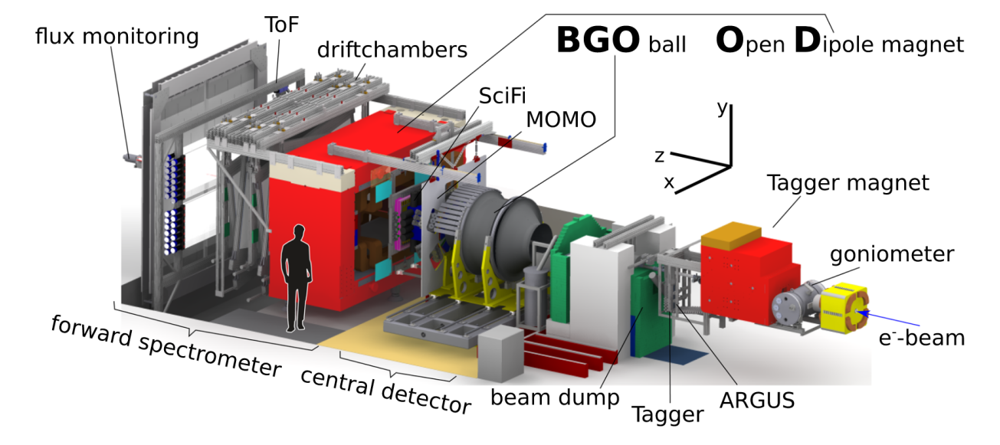 flux monitoring
ToF
driftchambers
BGO ball
Open Dipole magnet
SciFi
MOMO
y
z
x
Tagger magnet
goniometer
e⁻-beam
forward spectrometer
central detector
beam dump
Tagger
ARGUS